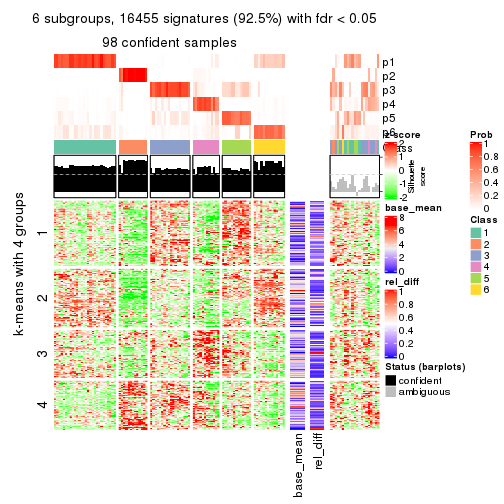 6 subgroups, 16455 signatures (92.5%) with fdr < 0.05
98 confident samples
p1
p2
p3
p4
p5
p6
Class
Silhouette
score
k-means with 4 groups
1
2
3
4
base_mean
rel_diff
z-score
2
1
0
-1
-2
base_mean
8
6
4
2
0
rel_diff
1
0.8
0.6
0.4
0.2
0
Status (barplots)
confident
ambiguous
Prob
1
0.8
0.6
0.4
0.2
0
Class
1
2
3
4
5
6